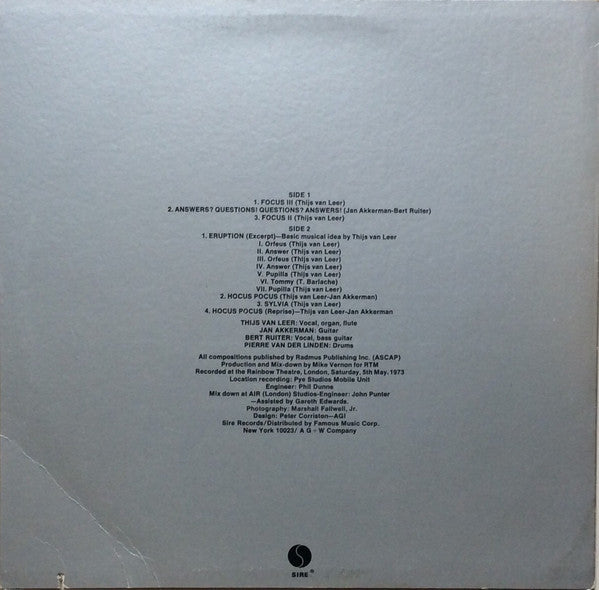 SIDE 1
1. FOCUS III (Thijs van Leer)
2. ANSWERS? QUESTIONS! QUESTIONS? ANSWERS! (Jan Akkerman-Bert Ruiter)
3. FOCUS II (Thijs van Leer)
SIDE 2
1. ERUPTION (Excerpt)—Basic musical idea by Thijs van Leer
I. Orfeus (Thijs van Leer)
II. Answer (Thijs van Leer)
III. Orfeus (Thijs van Leer)
IV. Answer (Thijs van Leer)
V. Pupilla (Thijs van Leer)
VI. Tommy (T. Barlache)
VII. Pupilla (Thijs van Leer)
2. HOCUS POCUS (Thijs van Leer-Jan Akkerman)
3. SYLVIA (Thijs van Leer)
4. HOCUS POCUS (Reprise)—Thijs van Leer-Jan Akkerman
THIJS VAN LEER: Vocal, organ, flute
JAN AKKERMAN: Guitar
BERT RUITER: Vocal, bass guitar
PIERRE VAN DER LINDEN: Drums
All compositions published by Radmus Publishing Inc. (ASCAP)
Production and Mix-down by Mike Vernon for RTM
Recorded at the Rainbow Theatre, London, Saturday, 5th May. 1973
Location recording: Pye Studios Mobile Unit
Engineer: Phil Dunne
Mix down at AIR (London) Studios-Engineer: John Punter
—Assisted by Gareth Edwards.
Photography: Marshall Fallwell, Jr.
Design: Peter Corriston—AGI
Sire Records/Distributed by Famous Music Corp.
New York 10023/ A G + W Company
SIRE ®